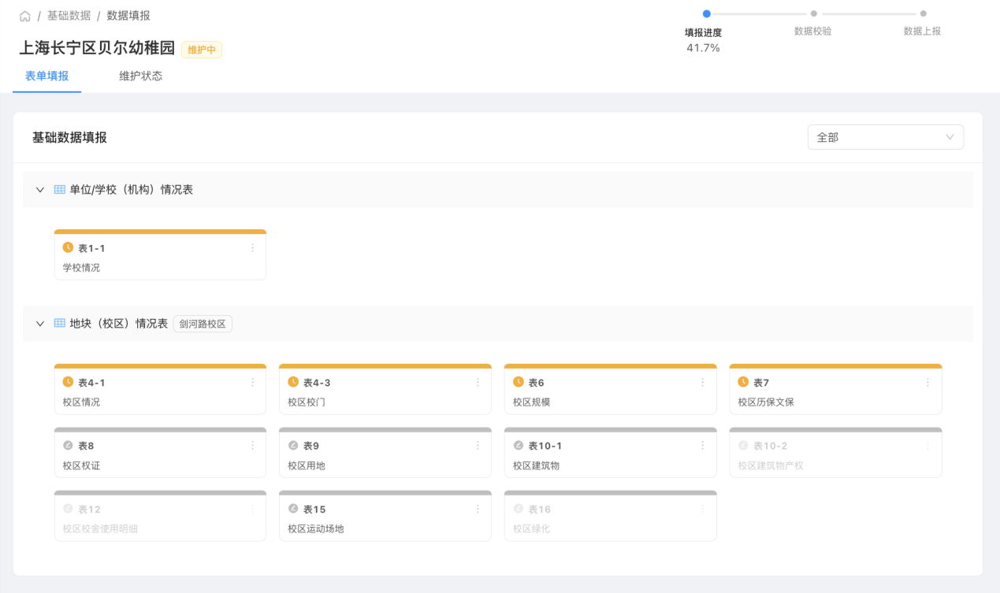 / 基础数据 / 数据填报
上海长宁区贝尔幼稚园 维护中
填报进度
41.7%
数据校验
数据上报
表单填报 维护状态
基础数据填报 全部
单位/学校（机构）情况表
表1-1
学校情况
地块（校区）情况表 剑河路校区
表4-1
校区情况
表4-3
校区校门
表6
校区规模
表7
校区历保文保
表8
校区权证
表9
校区用地
表10-1
校区建筑物
表10-2
校区建筑物产权
表12
校区校舍使用明细
表15
校区运动场地
表16
校区绿化